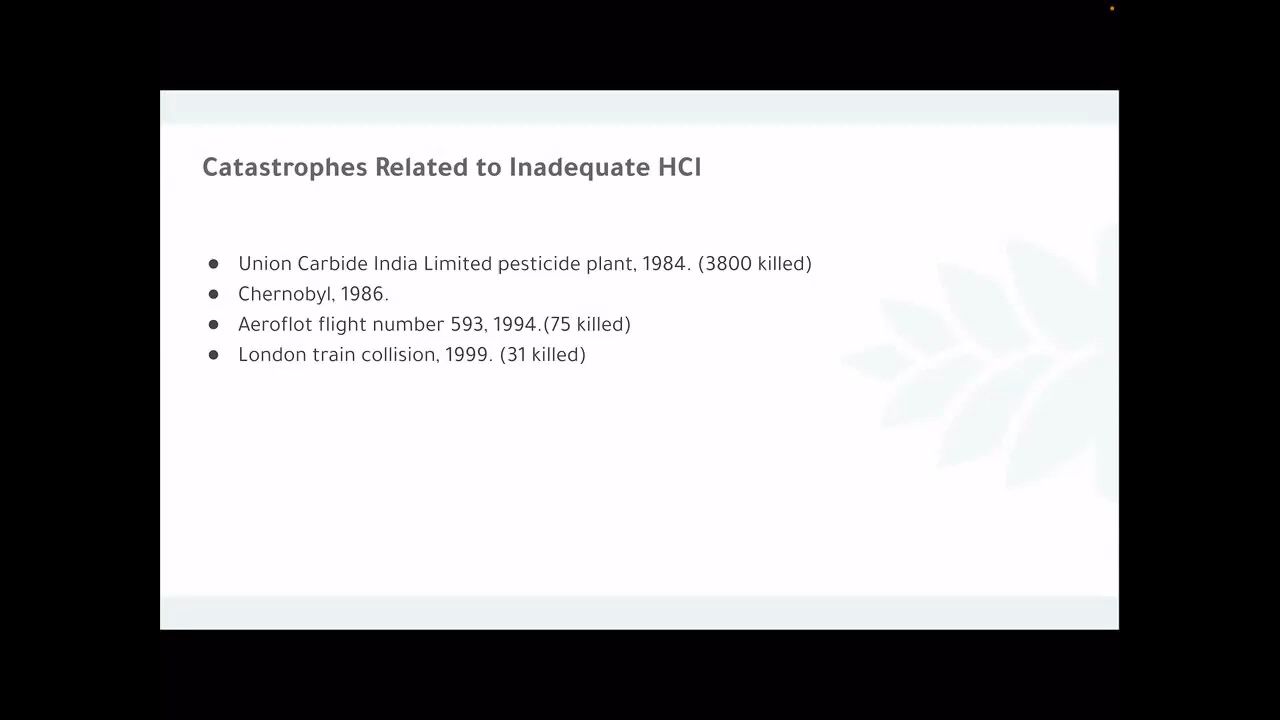 Catastrophes Related to Inadequate HCI
● Union Carbide India Limited pesticide plant, 1984. (3800 killed)
● Chernobyl, 1986.
● Aeroflot flight number 593, 1994.(75 killed)
● London train collision, 1999. (31 killed)